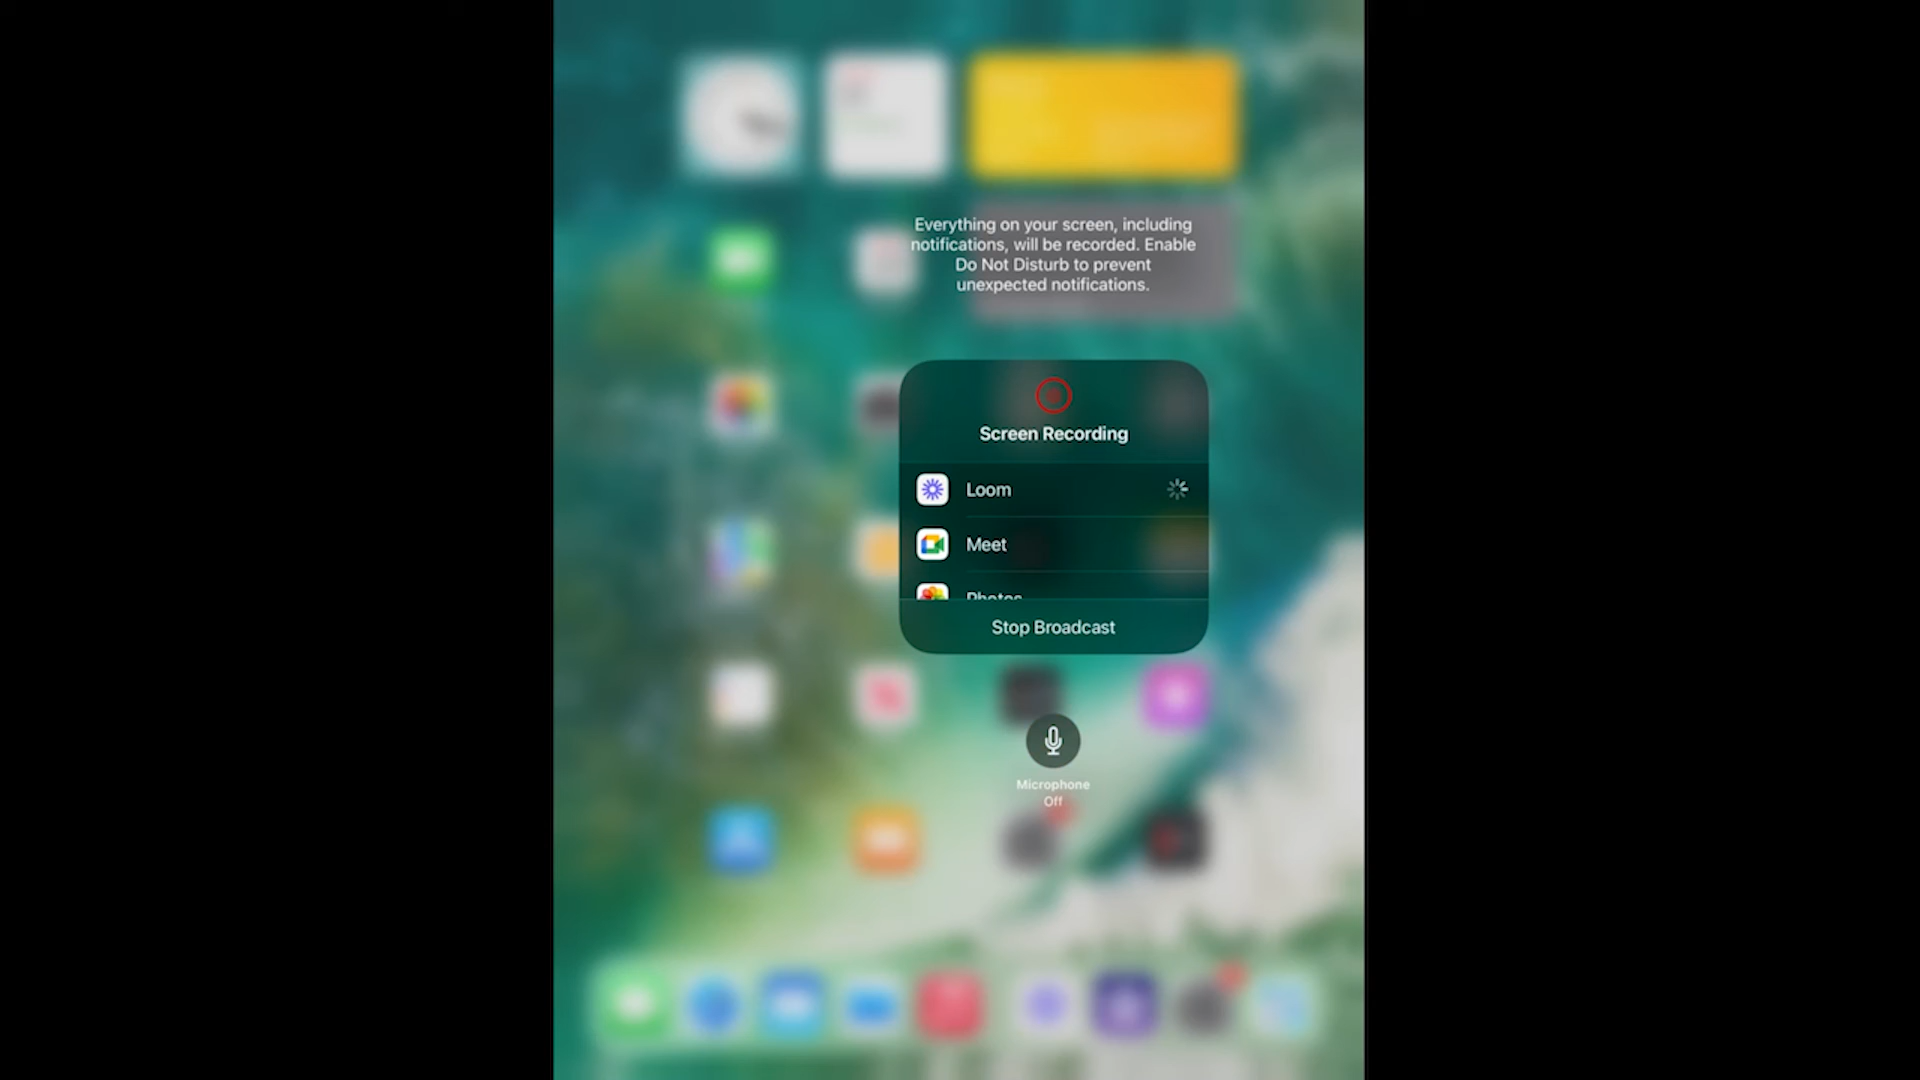 Everything on your screen, including
notifications, will be recorded. Enable
Do Not Disturb to prevent
unexpected notifications.
Screen Recording
Loom
Meet
Photos
Stop Broadcast
Microphone
Off